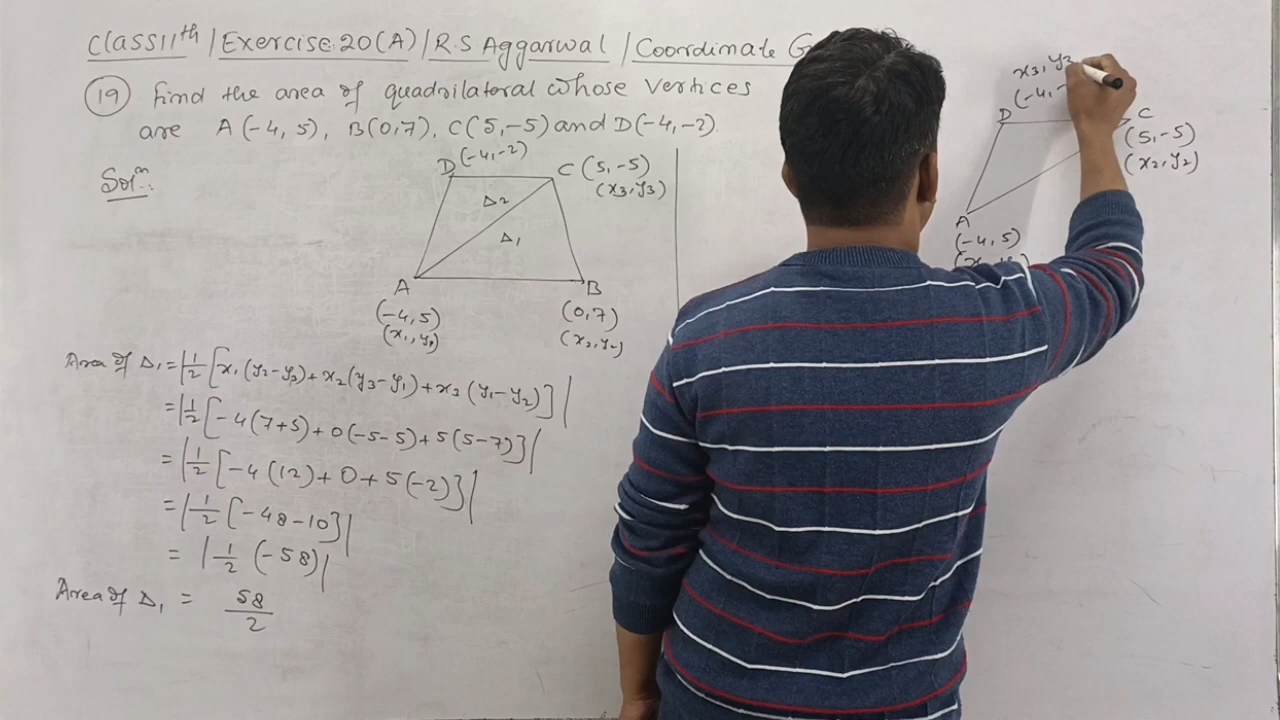 Class 11th / Exercise: 20(A) / R.S Aggarwal / Coordinate G
(19) Find the area of quadrilateral whose vertices
are A(-4, 5), B(0, 7), C(5, -5) and D(-4, -2).
Solⁿ:
D (-4, -2)
C (5, -5)
(x3, y3)
Δ2
Δ1
A
B
(-4, 5)
(0, 7)
(x1, y1)
(x2, y2)
Area of Δ1 = |1/2 [x1(y2-y3) + x2(y3-y1) + x3(y1-y2)]|
= |1/2 [-4(7+5) + 0(-5-5) + 5(5-7)]|
= |1/2 [-4(12) + 0 + 5(-2)]|
= |1/2 [-48-10]|
= |1/2 (-58)|
Area of Δ1 = 58/2
x3, y3
(-4, -
D
C
(5, -5)
(x2, y2)
A
(-4, 5)